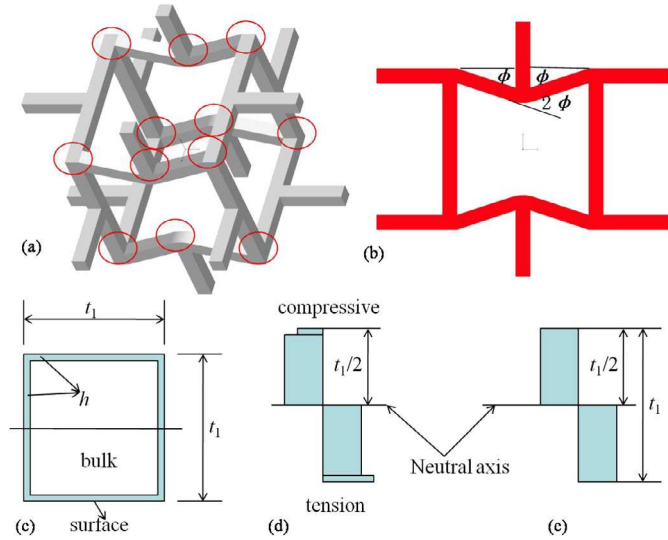 (a)
ϕ ϕ
2 ϕ
(b)
t₁
h
t₁
bulk
surface
(c)
compressive
t₁/2
Neutral axis
tension
(d)
t₁/2
t₁
(e)